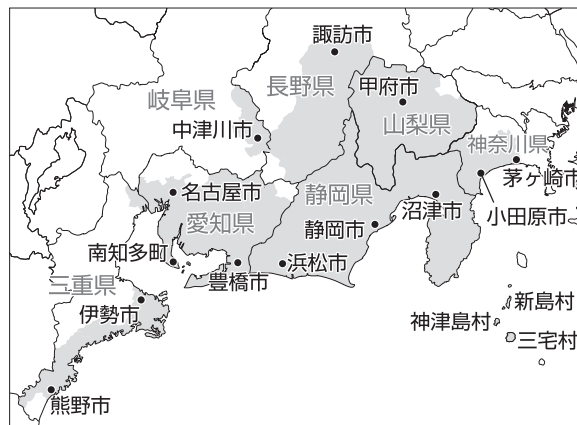 諏訪市
長野県
甲府市
岐阜県
中津川市
山梨県
神奈川県
茅ヶ崎市
名古屋市
静岡県
沼津市
小田原市
愛知県
静岡市
南知多町
豊橋市
浜松市
三重県
伊勢市
新島村
神津島村
三宅村
熊野市